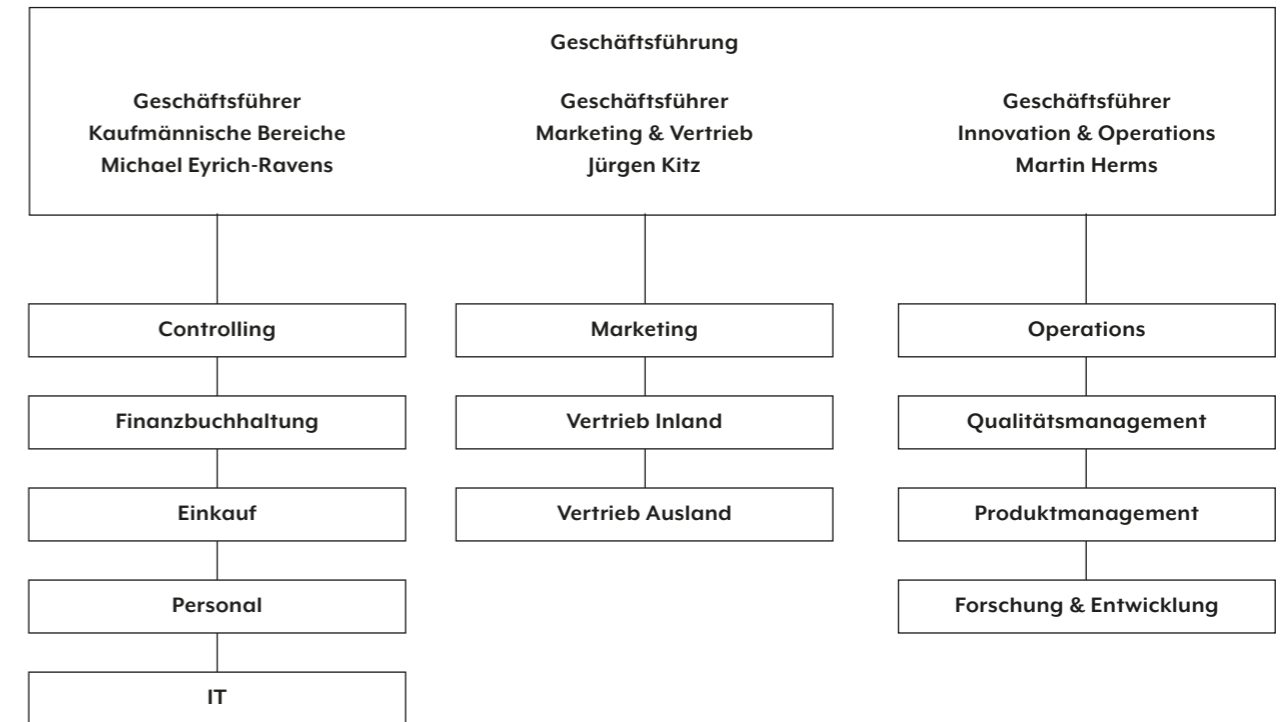 Geschäftsführung
Geschäftsführer
Kaufmännische Bereiche
Michael Eyrich-Ravens
Geschäftsführer
Marketing & Vertrieb
Jürgen Kitz
Geschäftsführer
Innovation & Operations
Martin Herms
Controlling
Finanzbuchhaltung
Einkauf
Personal
IT
Marketing
Vertrieb Inland
Vertrieb Ausland
Operations
Qualitätsmanagement
Produktmanagement
Forschung & Entwicklung